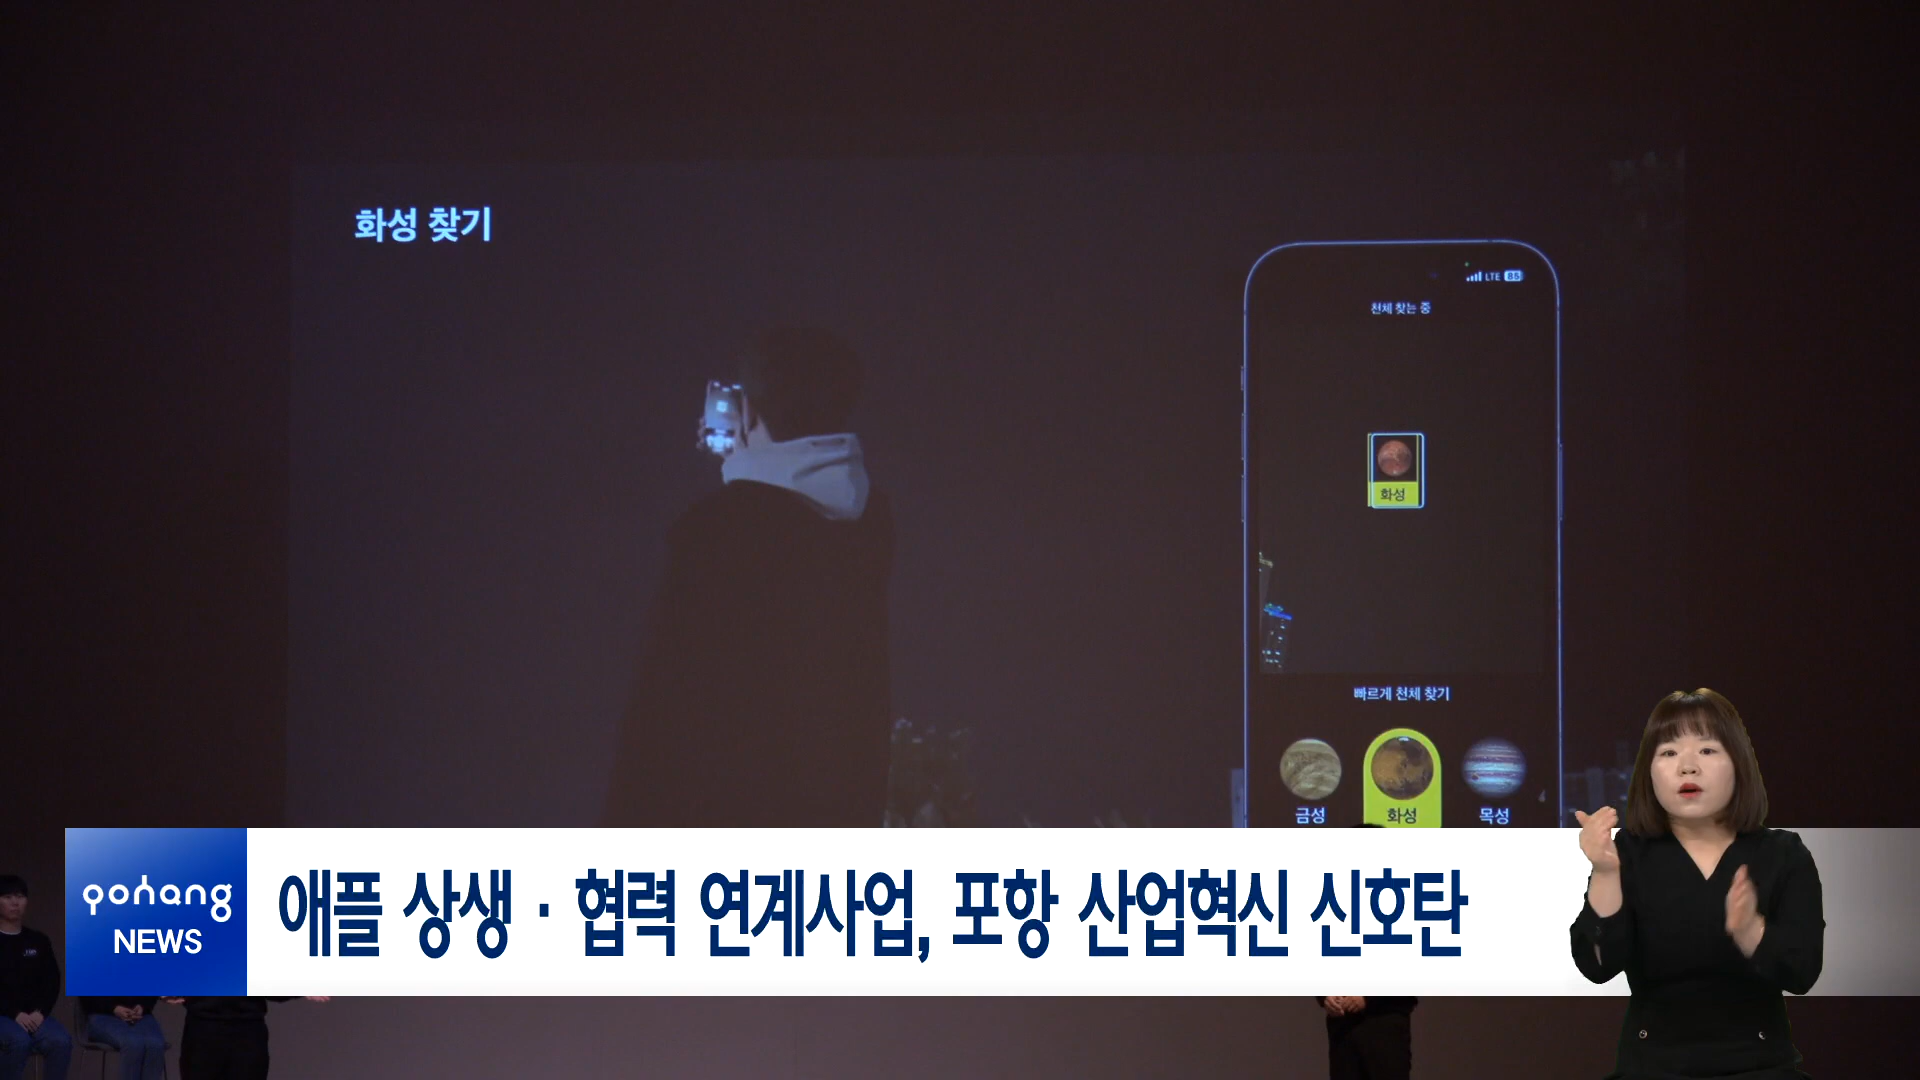 화성 찾기
LTE 85
천체 찾는 중
화성
빠르게 천체 찾기
금성 화성 목성
pohang
NEWS
애플 상생 · 협력 연계사업, 포항 산업혁신 신호탄